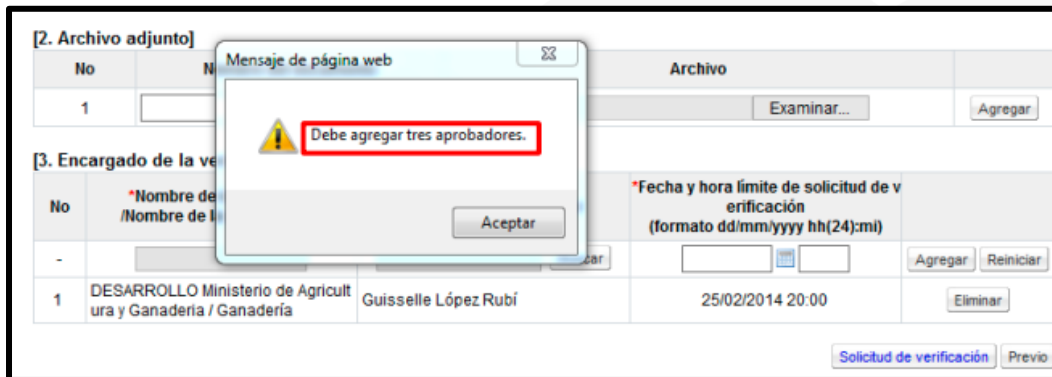 [2. Archivo adjunto]
Mensaje de página web
No
Archivo
1
Examinar...
Agregar
Debe agregar tres aprobadores.
Aceptar
[3. Encargado de la ve
No
*Nombre de
/Nombre de l
*Fecha y hora límite de solicitud de v
erificación
(formato dd/mm/yyyy hh(24):mi)
-
car
Agregar
Reiniciar
1
DESARROLLO Ministerio de Agricult
ura y Ganaderia / Ganadería
Guisselle López Rubí
25/02/2014 20:00
Eliminar
Solicitud de verificación
Previo